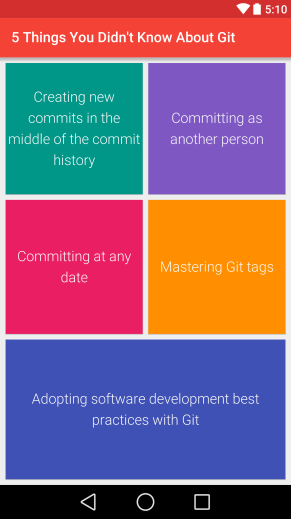 5:10
5 Things You Didn't Know About Git
Creating new
commits in the
middle of the commit
history
Committing as
another person
Committing at any
date
Mastering Git tags
Adopting software development best
practices with Git